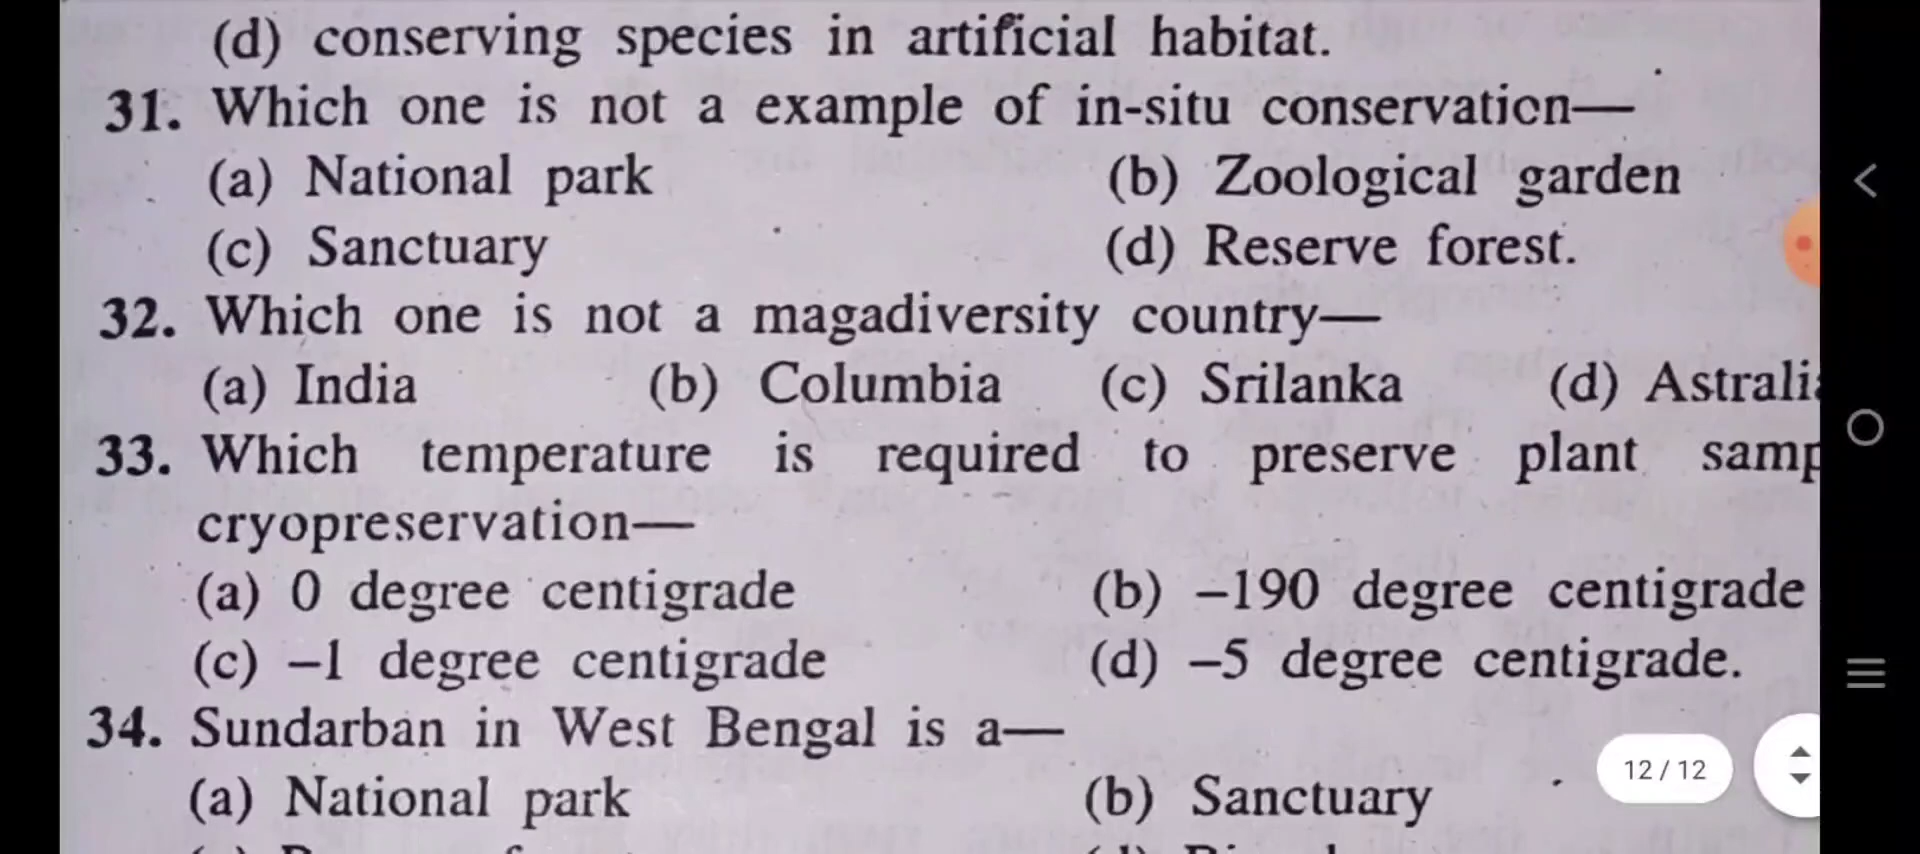 (d) conserving species in artificial habitat.
31. Which one is not a example of in-situ conservation—
(a) National park (b) Zoological garden
(c) Sanctuary (d) Reserve forest.
32. Which one is not a magadiversity country—
(a) India (b) Columbia (c) Srilanka (d) Astrali
33. Which temperature is required to preserve plant samp
cryopreservation—
(a) 0 degree centigrade (b) –190 degree centigrade
(c) –1 degree centigrade (d) –5 degree centigrade.
34. Sundarban in West Bengal is a—
(a) National park (b) Sanctuary
12 / 12